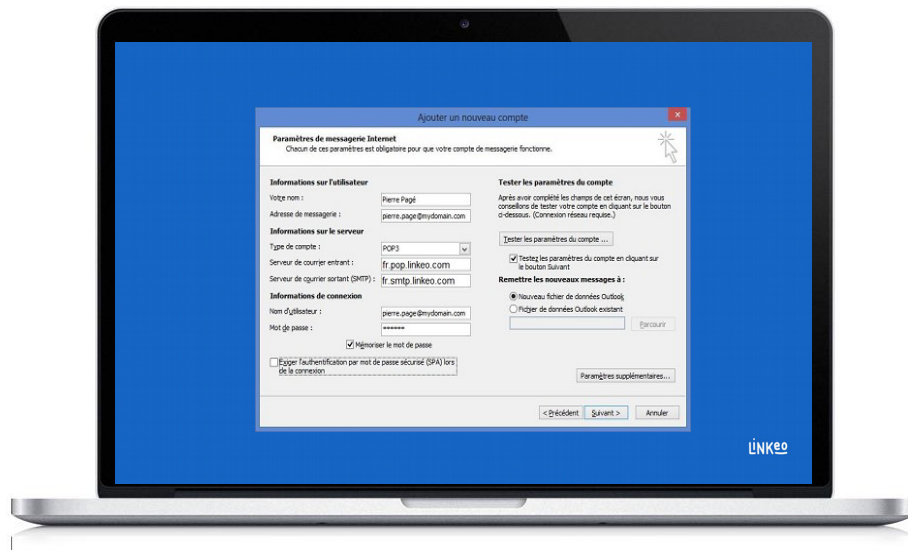 Ajouter un nouveau compte
Paramètres de messagerie Internet
Chacun de ces paramètres est obligatoire pour que votre compte de messagerie fonctionne.
Informations sur l'utilisateur
Votre nom :
Pierre Pagé
Adresse de messagerie :
pierre.page@mydomain.com
Informations sur le serveur
Type de compte :
POP3
Serveur de courrier entrant :
fr.pop.linkeo.com
Serveur de courrier sortant (SMTP) :
fr.smtp.linkeo.com
Informations de connexion
Nom d'utilisateur :
pierre.page@mydomain.com
Mot de passe :
******
Mémoriser le mot de passe
Exiger l'authentification par mot de passe sécurisé (SPA) lors
de la connexion
Tester les paramètres du compte
Après avoir complété les champs de cet écran, nous vous
conseillons de tester votre compte en cliquant sur le bouton
ci-dessous. (Connexion réseau requise.)
Tester les paramètres du compte ...
Testez les paramètres du compte en cliquant sur
le bouton Suivant
Remettre les nouveaux messages à :
Nouveau fichier de données Outlook
Fichier de données Outlook existant
Parcourir
Paramètres supplémentaires...
< Précédent
Suivant >
Annuler
LINKEO